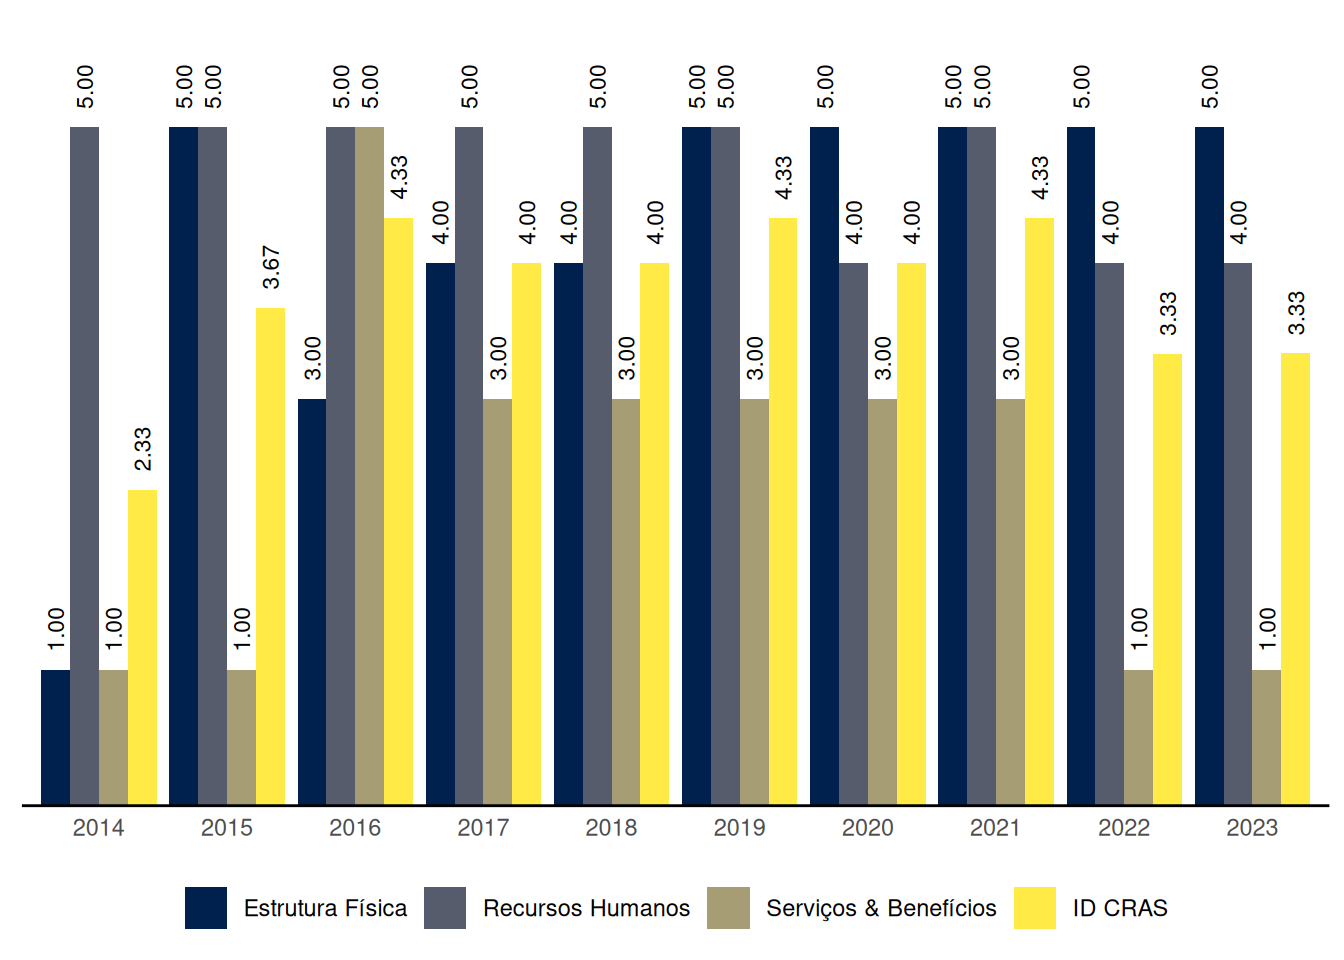 5.00 5.00 5.00 5.00 5.00 5.00 5.00 5.00 5.00 5.00 5.00 5.00 5.00 5.00
4.33 4.33 4.33
4.00 4.00 4.00 4.00 4.00 4.00 4.00 4.00
3.67
3.33 3.33
3.00 3.00 3.00 3.00 3.00 3.00
2.33
1.00 1.00 1.00 1.00 1.00
2014 2015 2016 2017 2018 2019 2020 2021 2022 2023
Estrutura Física Recursos Humanos Serviços & Benefícios ID CRAS